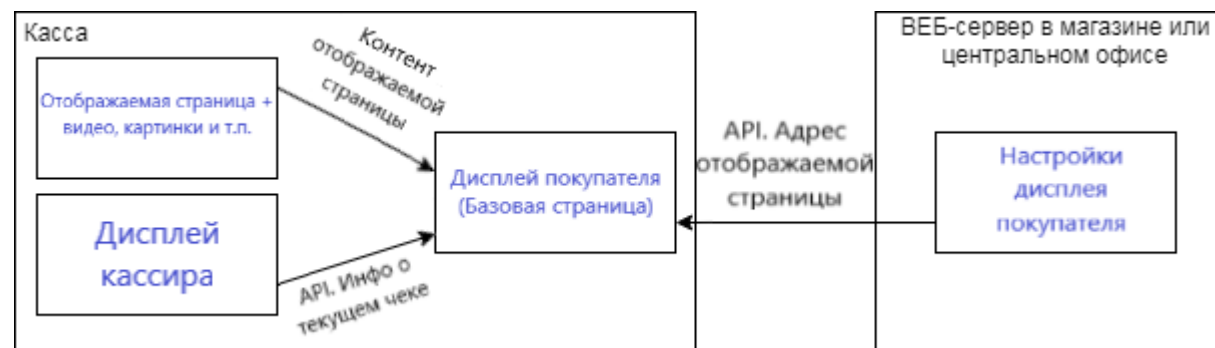 Касса
Отображаемая страница +
видео, картинки и т.п.
Дисплей
кассира
Контент
отображаемой
страницы
API. Инфо о
текущем чеке
Дисплей покупателя
(Базовая страница)
API. Адрес
отображаемой
страницы
ВЕБ-сервер в магазине или
центральном офисе
Настройки
дисплея
покупателя